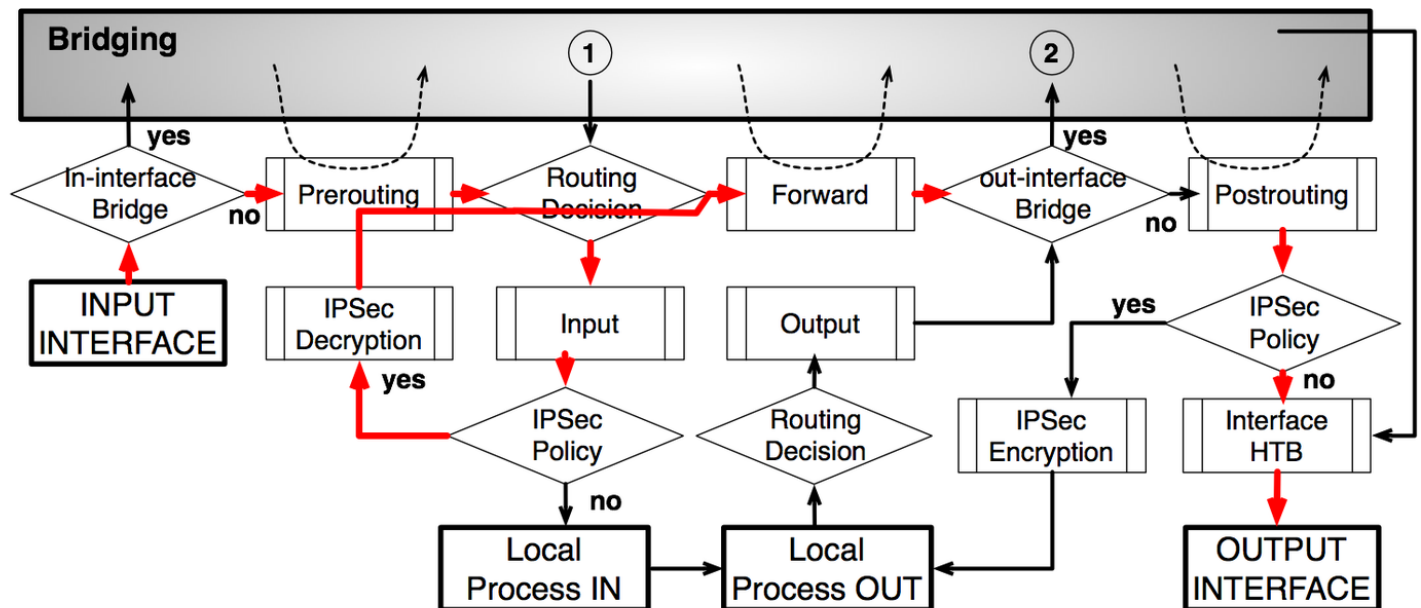 Bridging
1
2
yes
yes
In-interface
Bridge
no
Prerouting
Routing
Decision
Forward
out-interface
Bridge
no
Postrouting
INPUT
INTERFACE
IPSec
Decryption
yes
Input
Output
yes
IPSec
Policy
no
IPSec
Policy
no
Routing
Decision
IPSec
Encryption
Interface
HTB
Local
Process IN
Local
Process OUT
OUTPUT
INTERFACE